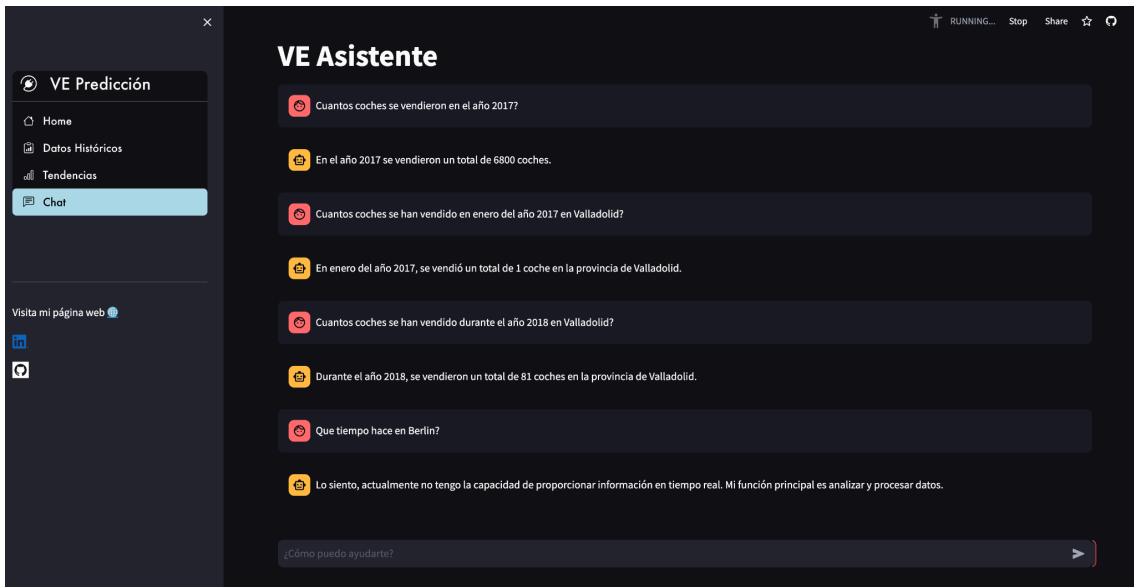 ×
RUNNING... Stop Share
VE Asistente
VE Predicción
Home
Datos Históricos
Tendencias
Chat
Visita mi página web
in
Cuantos coches se vendieron en el año 2017?
En el año 2017 se vendieron un total de 6800 coches.
Cuantos coches se han vendido en enero del año 2017 en Valladolid?
En enero del año 2017, se vendió un total de 1 coche en la provincia de Valladolid.
Cuantos coches se han vendido durante el año 2018 en Valladolid?
Durante el año 2018, se vendieron un total de 81 coches en la provincia de Valladolid.
Que tiempo hace en Berlin?
Lo siento, actualmente no tengo la capacidad de proporcionar información en tiempo real. Mi función principal es analizar y procesar datos.
¿Cómo puedo ayudarte?